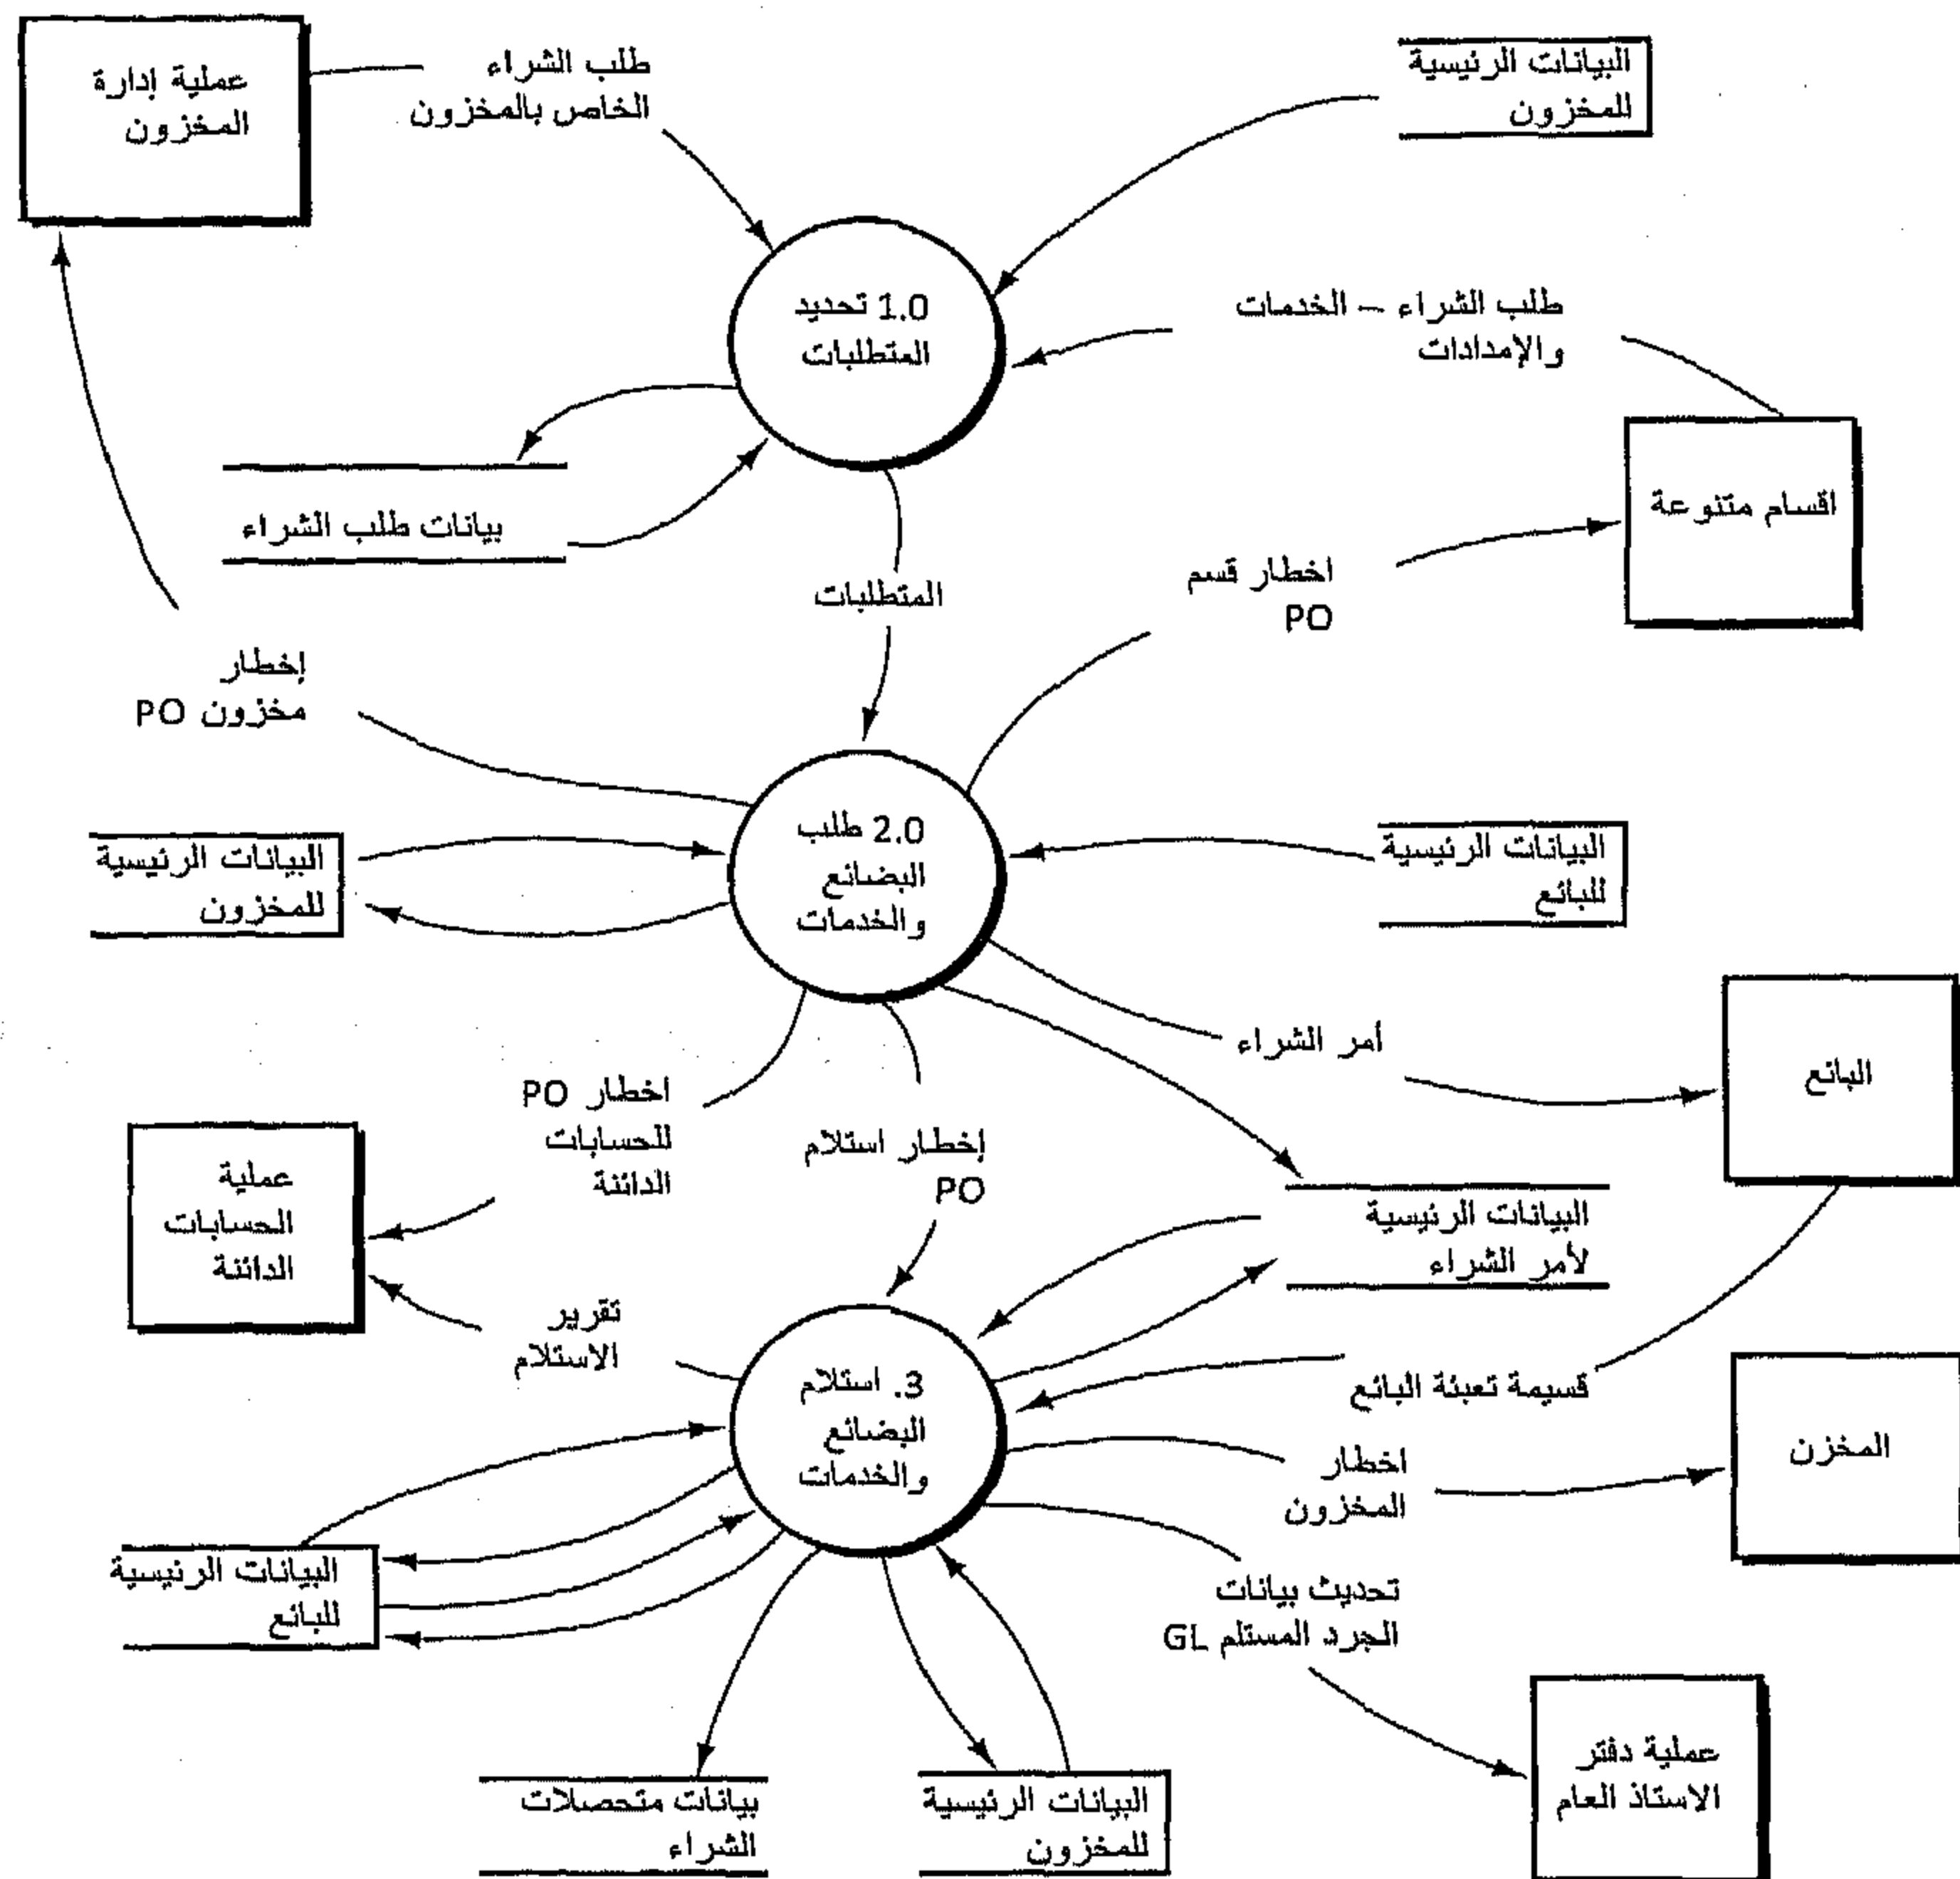 عملية إدارة
المخزون
طلب الشراء
الخاص بالمخزون
البيانات الرئيسية
للمخزون
1.0 تحديد
المتطلبات
طلب الشراء – الخدمات
والإمدادات
اقسام متنوعة
بيانات طلب الشراء
المتطلبات
اخطار قسم
PO
إخطار
مخزون PO
2.0 طلب
البضائع
والخدمات
البيانات الرئيسية
للبائع
البيانات الرئيسية
للمخزون
أمر الشراء
البائع
اخطار PO
للحسابات
الدائنة
إخطار استلام
PO
عملية
الحسابات
الدائنة
البيانات الرئيسية
لأمر الشراء
تقرير
الاستلام
3. استلام
البضائع
والخدمات
قسيمة تعبئة البائع
المخزن
اخطار
المخزون
البيانات الرئيسية
للبائع
تحديث بيانات
الجرد المستلم GL
عملية دفتر
الاستاذ العام
بيانات متحصلات
الشراء
البيانات الرئيسية
للمخزون